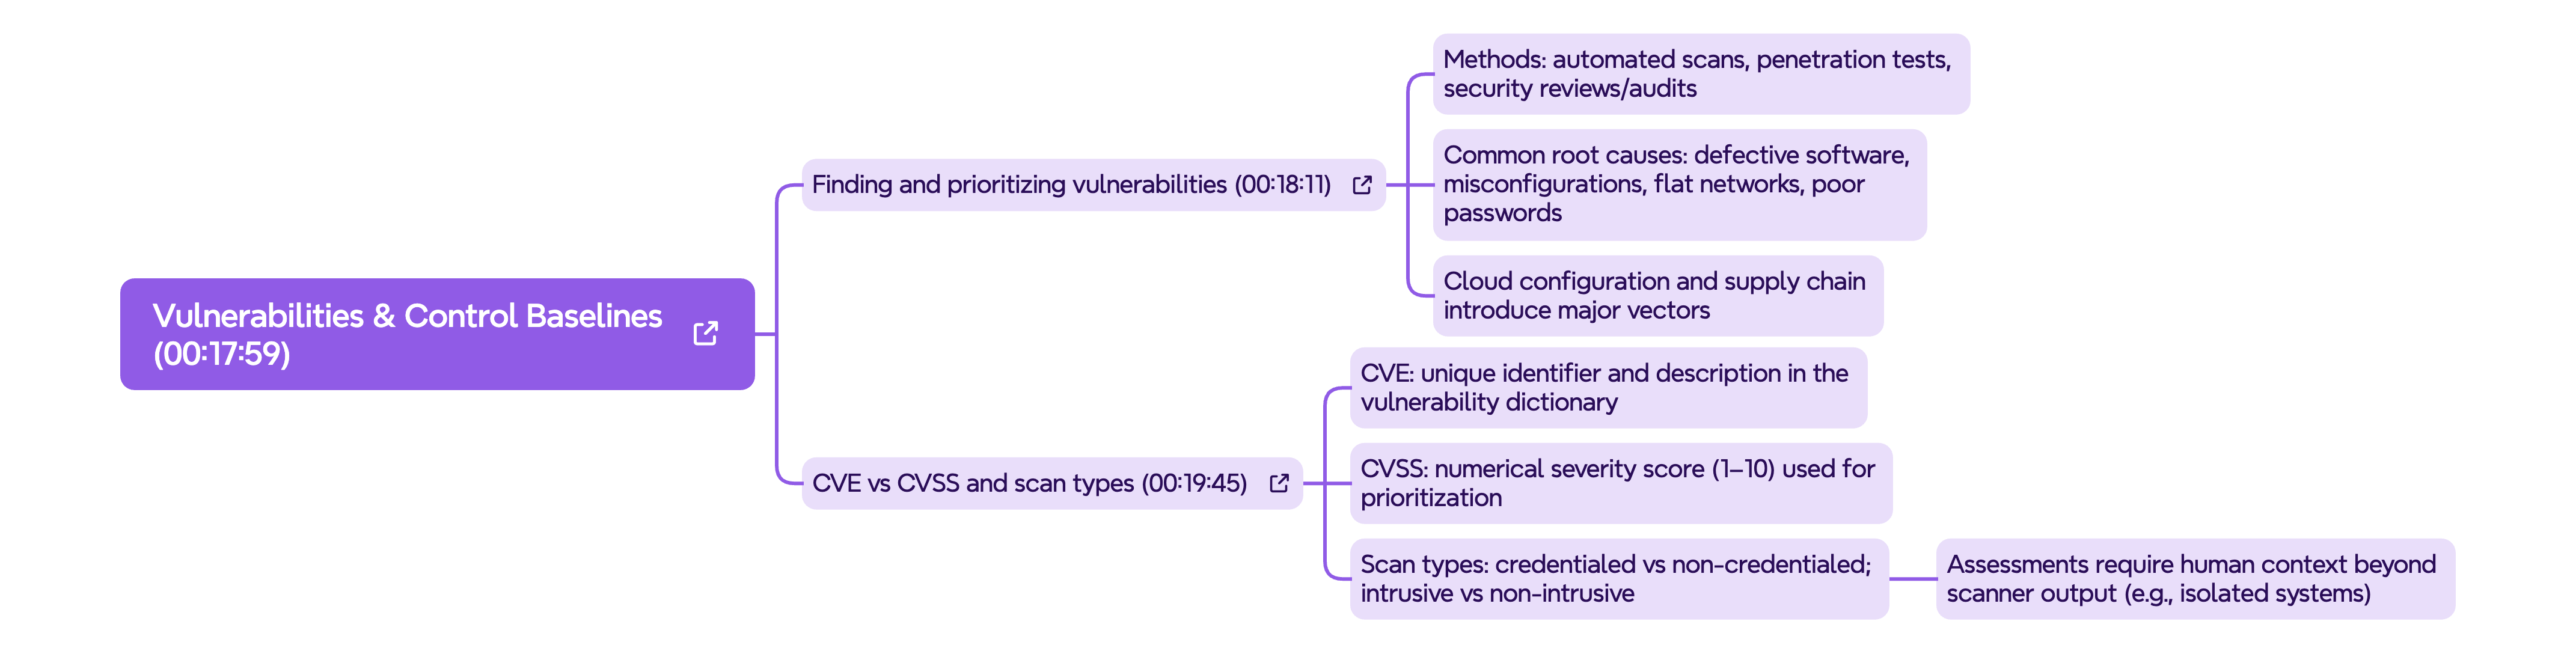 Vulnerabilities & Control Baselines
(00:17:59)
Finding and prioritizing vulnerabilities (00:18:11)
Methods: automated scans, penetration tests,
security reviews/audits
Common root causes: defective software,
misconfigurations, flat networks, poor
passwords
Cloud configuration and supply chain
introduce major vectors
CVE vs CVSS and scan types (00:19:45)
CVE: unique identifier and description in the
vulnerability dictionary
CVSS: numerical severity score (1–10) used for
prioritization
Scan types: credentialed vs non-credentialed;
intrusive vs non-intrusive
Assessments require human context beyond
scanner output (e.g., isolated systems)